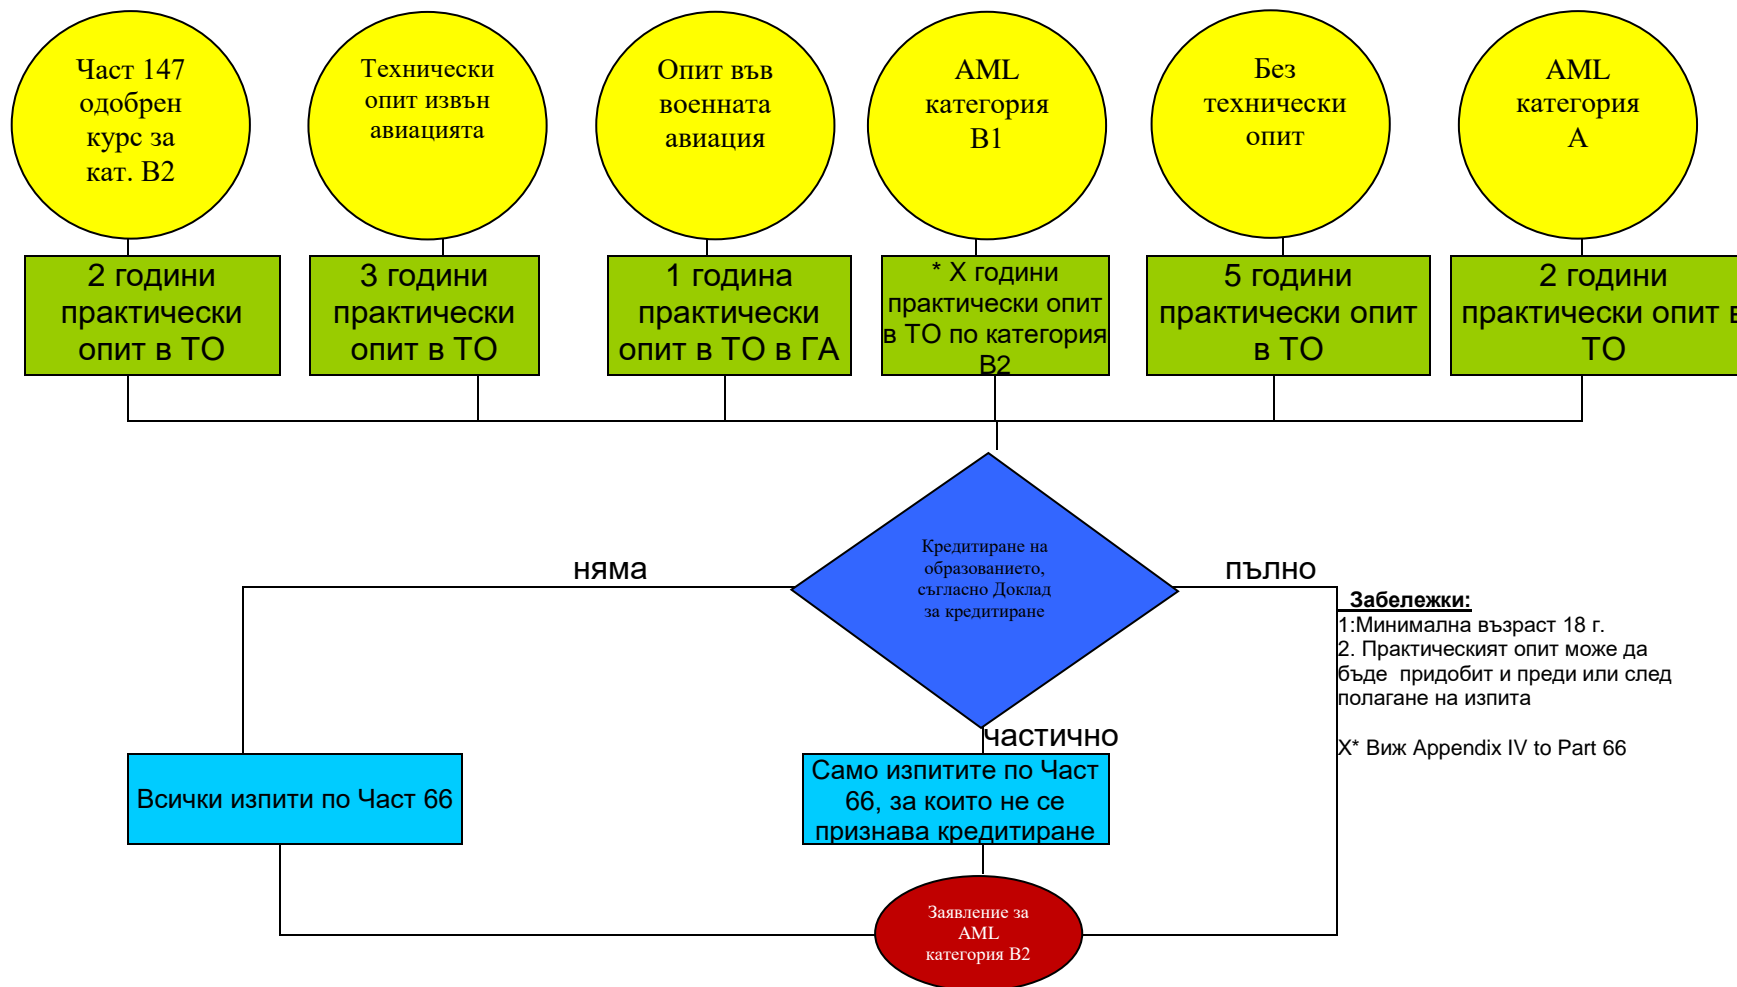 Част 147
одобрен
курс за
кат. В2
Технически
опит извън
авиацията
Опит във
военната
авиация
AML
категория
В1
Без
технически
опит
AML
категория
А
2 години
практически
опит в ТО
3 години
практически
опит в ТО
1 година
практически
опит в ТО в ГА
* Х години
практически опит
в ТО по категория
В2
5 години
практически опит
в ТО
2 години
практически опит в
ТО
Кредитиране на
образованието,
съгласно Доклад
за кредитиране
няма
пълно
частично
Забележки:
1:Минимална възраст 18 г.
2. Практическият опит може да
бъде придобит и преди или след
полагане на изпита
Х* Виж Appendix IV to Part 66
Всички изпити по Част 66
Само изпитите по Част
66, за които не се
признава кредитиране
Заявление за
AML
категория В2